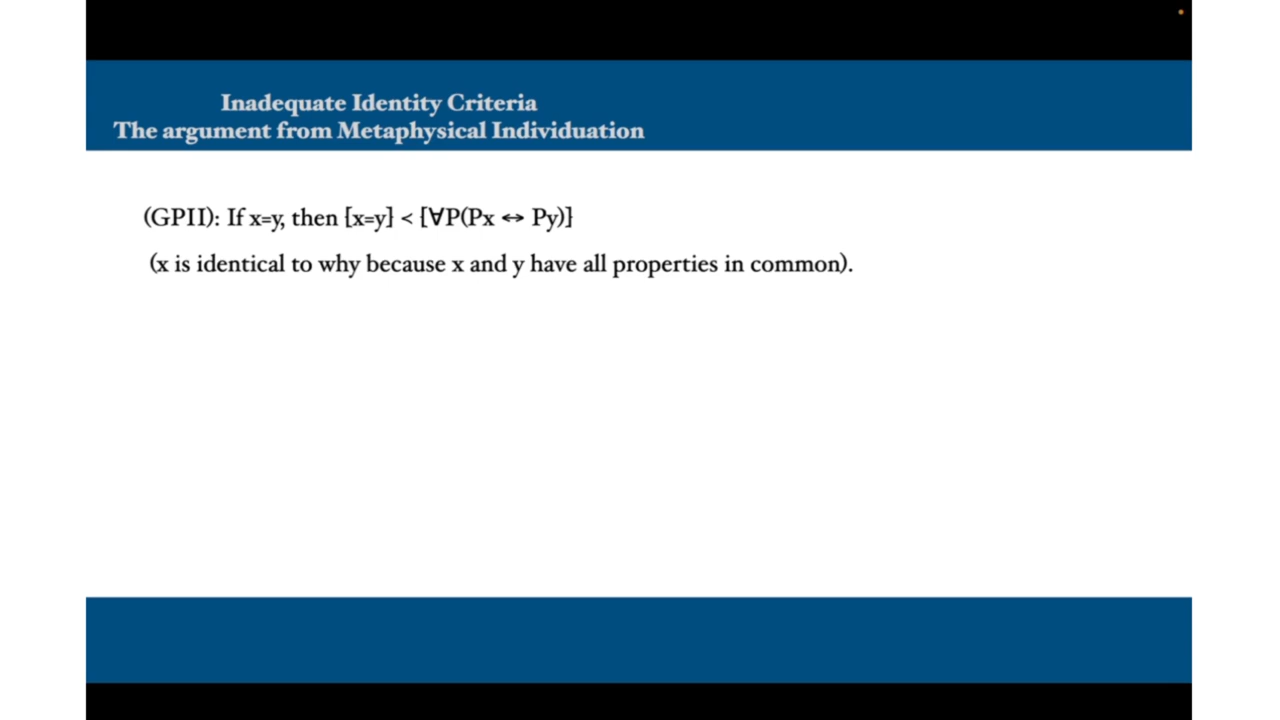 Inadequate Identity Criteria
The argument from Metaphysical Individuation
(GPII): If x=y, then [x=y] < [∀P(Px ↔ Py)]
(x is identical to why because x and y have all properties in common).